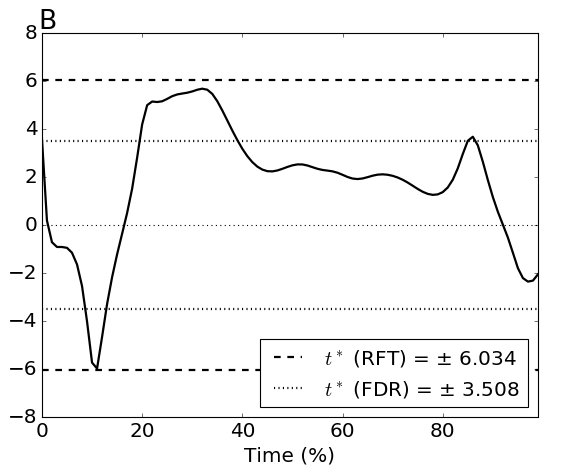 B
8
6
4
2
0
−2
−4
−6
−8
0 20 40 60 80
Time (%)
t* (RFT) = ± 6.034
t* (FDR) = ± 3.508